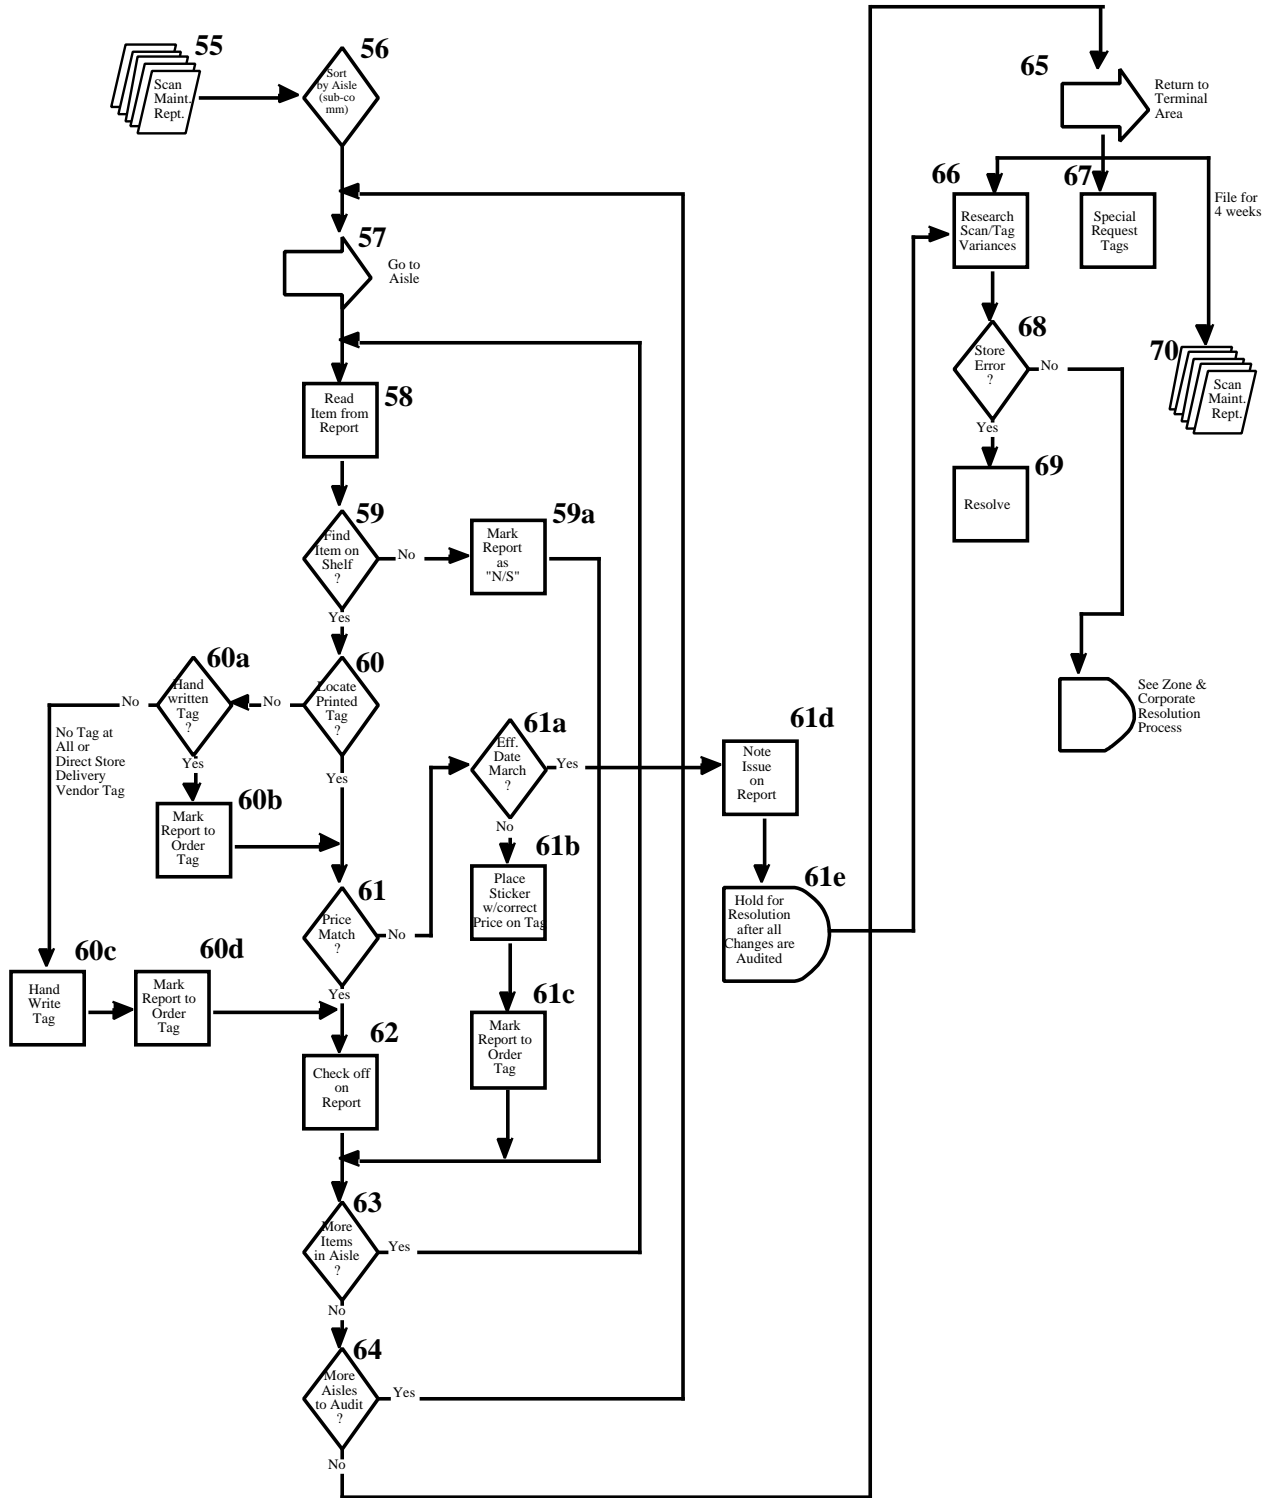 55
Scan
Maint.
Rept.
56
Sort
by Aisle
(sub-co
mm)
57
Go to
Aisle
58
Read
Item from
Report
59
Find
Item on
Shelf
?
No
Yes
59a
Mark
Report
as
"N/S"
60
Locate
Printed
Tag
?
No
Yes
60a
Hand
written
Tag
?
No
Yes
No Tag at
All or
Direct Store
Delivery
Vendor Tag
60b
Mark
Report to
Order
Tag
60c
Hand
Write
Tag
60d
Mark
Report to
Order
Tag
61
Price
Match
?
No
Yes
61a
Eff.
Date
March
?
Yes
No
61b
Place
Sticker
w/correct
Price on Tag
61c
Mark
Report to
Order
Tag
61d
Note
Issue
on
Report
61e
Hold for
Resolution
after all
Changes are
Audited
62
Check off
on
Report
63
More
Items
in Aisle
?
Yes
No
64
More
Aisles
to Audit
?
Yes
No
65
Return to
Terminal
Area
66
Research
Scan/Tag
Variances
67
Special
Request
Tags
File for
4 weeks
68
Store
Error
?
No
Yes
69
Resolve
70
Scan
Maint.
Rept.
See Zone &
Corporate
Resolution
Process